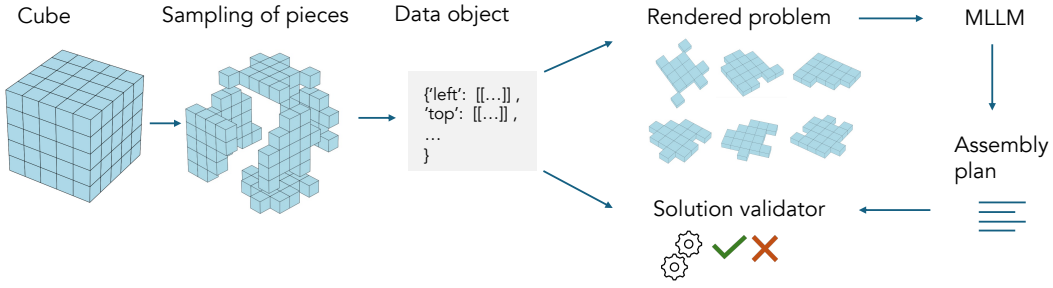 Cube
Sampling of pieces
Data object
{‘left’: [[…]] ,
‘top’: [[…]] ,
…
}
Rendered problem
MLLM
Assembly
plan
Solution validator